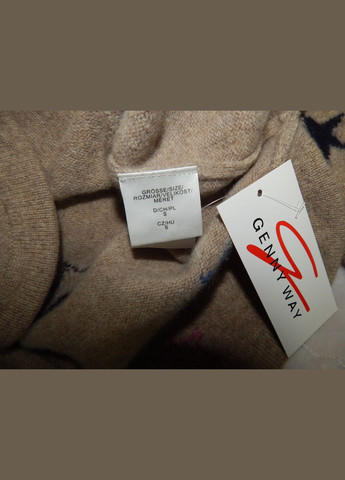 GRÖSSE/SIZE/
ROZMIAR/VELIKOST/
MÉRET
D/CH/PL
S
CZ/HU
S
GENNY WAY